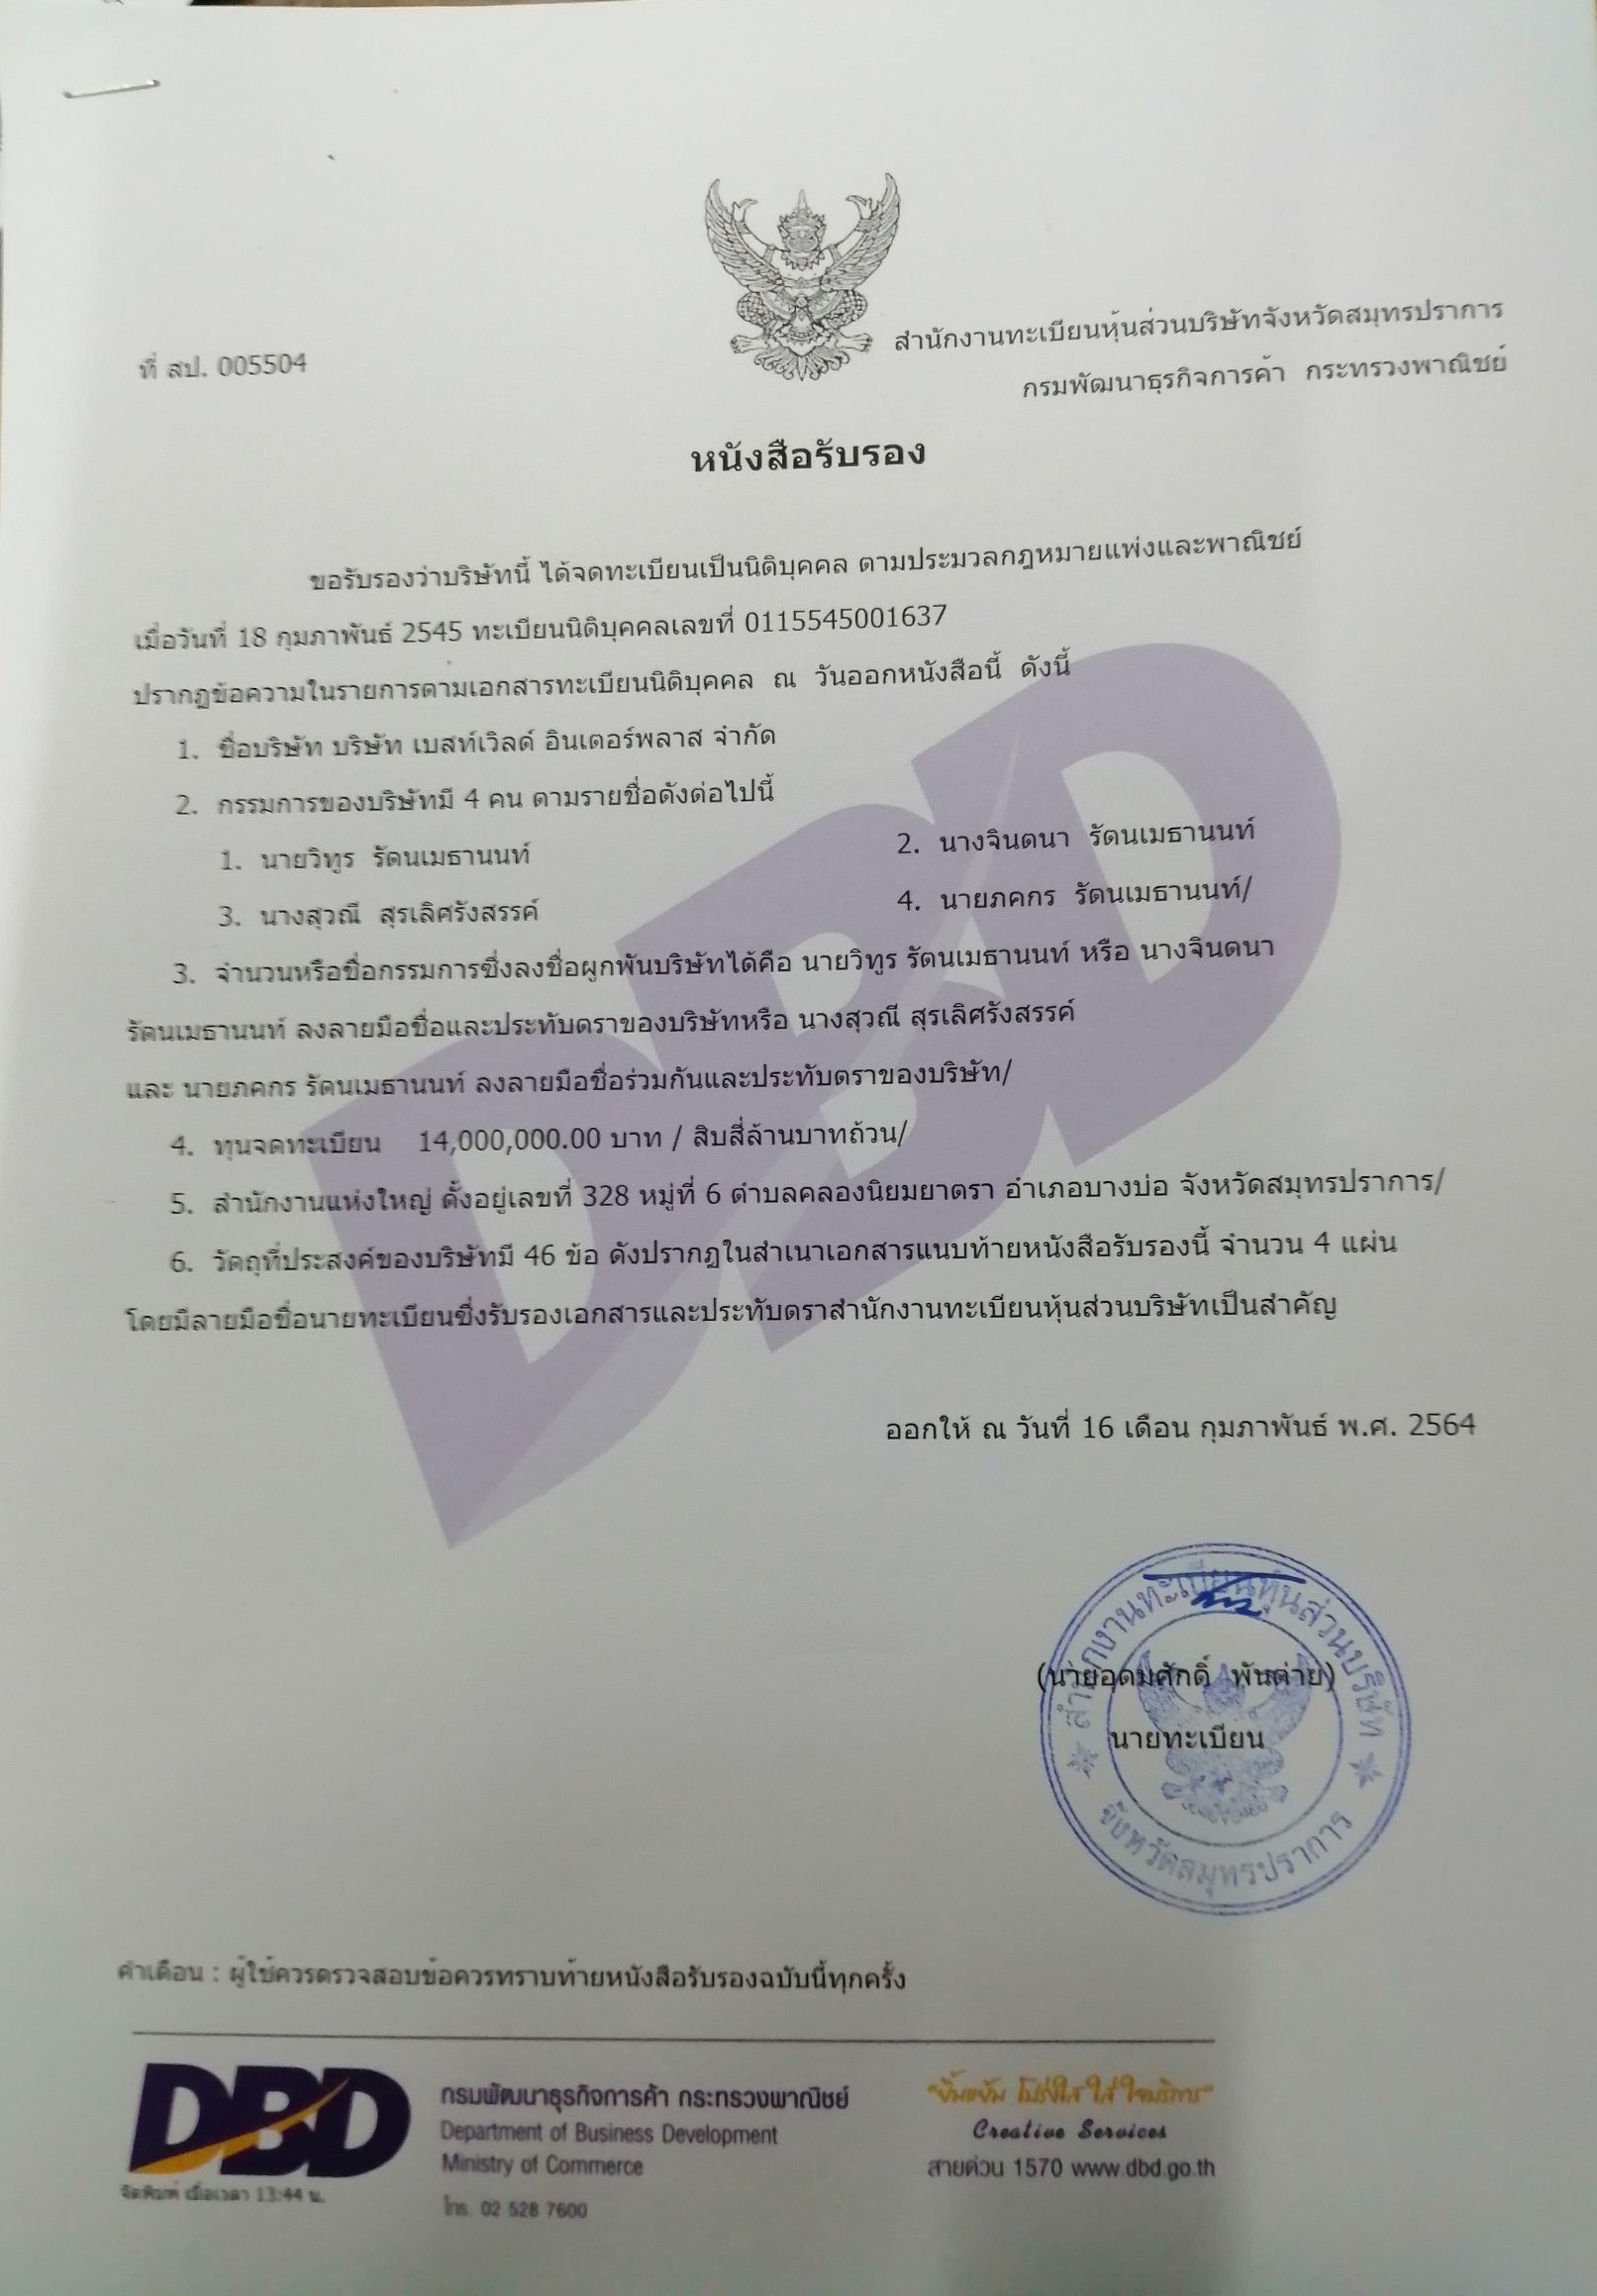 ที่ สป. 005504
สำนักงานทะเบียนหุ้นส่วนบริษัทจังหวัดสมุทรปราการ
กรมพัฒนาธุรกิจการค้า กระทรวงพาณิชย์
หนังสือรับรอง
ขอรับรองว่าบริษัทนี้ ได้จดทะเบียนเป็นนิติบุคคล ตามประมวลกฎหมายแพ่งและพาณิชย์
เมื่อวันที่ 18 กุมภาพันธ์ 2545 ทะเบียนนิติบุคคลเลขที่ 0115545001637
ปรากฏข้อความในรายการตามเอกสารทะเบียนนิติบุคคล ณ วันออกหนังสือนี้ ดังนี้
1. ชื่อบริษัท บริษัท เบสท์เวิลด์ อินเตอร์พลาส จำกัด
2. กรรมการของบริษัทมี 4 คน ตามรายชื่อดังต่อไปนี้
1. นายวิทูร รัตนเมธานนท์ 2. นางจินตนา รัตนเมธานนท์
3. นางสุวณี สุรเลิศรังสรรค์ 4. นายภคกร รัตนเมธานนท์/
3. จำนวนหรือชื่อกรรมการซึ่งลงชื่อผูกพันบริษัทได้คือ นายวิทูร รัตนเมธานนท์ หรือ นางจินตนา
รัตนเมธานนท์ ลงลายมือชื่อและประทับตราของบริษัทหรือ นางสุวณี สุรเลิศรังสรรค์
และ นายภคกร รัตนเมธานนท์ ลงลายมือชื่อร่วมกันและประทับตราของบริษัท/
4. ทุนจดทะเบียน 14,000,000.00 บาท / สิบสี่ล้านบาทถ้วน/
5. สำนักงานแห่งใหญ่ ตั้งอยู่เลขที่ 328 หมู่ที่ 6 ตำบลคลองนิยมยาตรา อำเภอบางบ่อ จังหวัดสมุทรปราการ/
6. วัตถุที่ประสงค์ของบริษัทมี 46 ข้อ ดังปรากฏในสำเนาเอกสารแนบท้ายหนังสือรับรองนี้ จำนวน 4 แผ่น
โดยมีลายมือชื่อนายทะเบียนซึ่งรับรองเอกสารและประทับตราสำนักงานทะเบียนหุ้นส่วนบริษัทเป็นสำคัญ
DBD
ออกให้ ณ วันที่ 16 เดือน กุมภาพันธ์ พ.ศ. 2564
สำนักงานทะเบียนหุ้นส่วนบริษัท
(นายอุดมศักดิ์ พันต่าย)
นายทะเบียน
จังหวัดสมุทรปราการ
คำเตือน : ผู้ใช้ควรตรวจสอบข้อควรทราบท้ายหนังสือรับรองฉบับนี้ทุกครั้ง
DBD
จัดพิมพ์ เมื่อเวลา 13:44 น.
กรมพัฒนาธุรกิจการค้า กระทรวงพาณิชย์
Department of Business Development
Ministry of Commerce
โทร. 02 528 7600
"ยิ้มแย้ม โปร่งใส ใส่ใจบริการ"
Creative Services
สายด่วน 1570 www.dbd.go.th